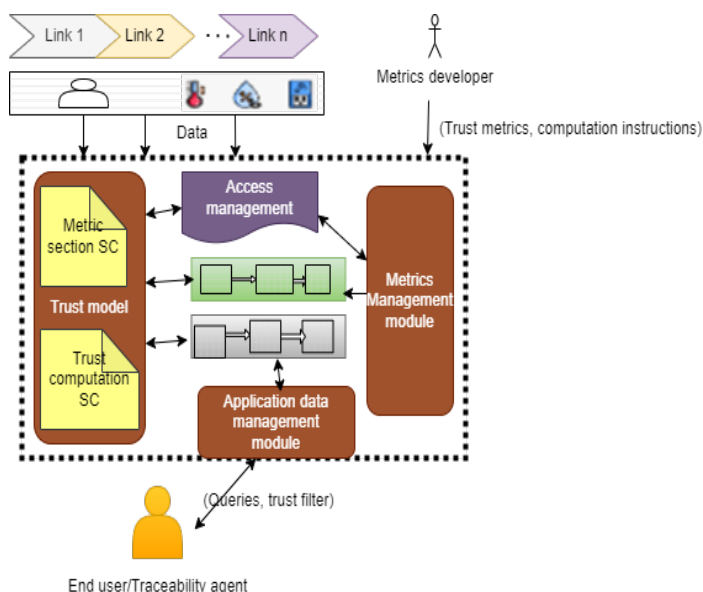 Link 1
Link 2
...
Link n
Metrics developer
Data
(Trust metrics, computation instructions)
Access
management
Metric
section SC
Trust model
Metrics
Management
module
Trust
computation
SC
Application data
management
module
(Queries, trust filter)
End user/Traceability agent